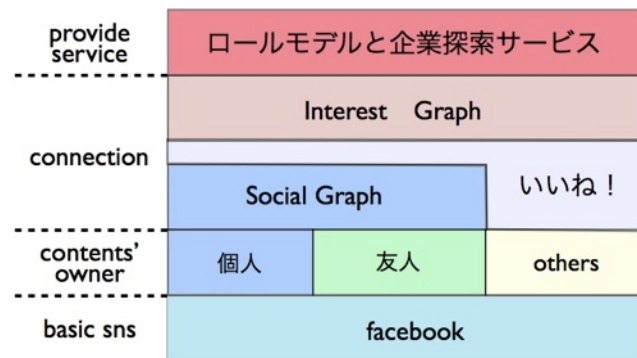 provide
service
ロールモデルと企業探索サービス
connection
Interest Graph
Social Graph
いいね！
contents'
owner
個人
友人
others
basic sns
facebook